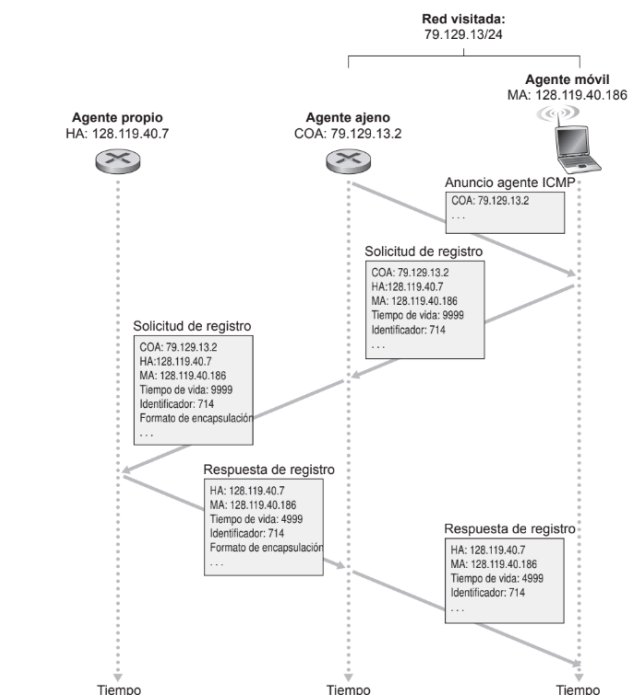 Red visitada:
79.129.13/24
Agente móvil
MA: 128.119.40.186
Agente propio
HA: 128.119.40.7
Agente ajeno
COA: 79.129.13.2
Anuncio agente ICMP
COA: 79.129.13.2
. . .
Solicitud de registro
COA: 79.129.13.2
HA:128.119.40.7
MA: 128.119.40.186
Tiempo de vida: 9999
Identificador: 714
. . .
Solicitud de registro
COA: 79.129.13.2
HA:128.119.40.7
MA: 128.119.40.186
Tiempo de vida: 9999
Identificador: 714
Formato de encapsulación
. . .
Respuesta de registro
HA: 128.119.40.7
MA: 128.119.40.186
Tiempo de vida: 4999
Identificador: 714
Formato de encapsulación
. . .
Respuesta de registro
HA: 128.119.40.7
MA: 128.119.40.186
Tiempo de vida: 4999
Identificador: 714
. . .
Tiempo
Tiempo
Tiempo